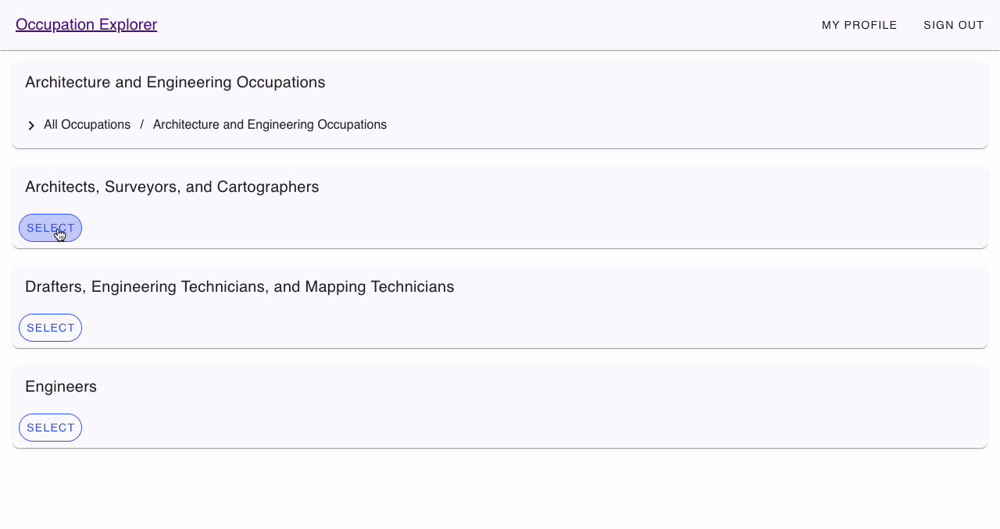 Occupation Explorer MY PROFILE SIGN OUT
Architecture and Engineering Occupations
All Occupations / Architecture and Engineering Occupations
Architects, Surveyors, and Cartographers
SELECT
Drafters, Engineering Technicians, and Mapping Technicians
SELECT
Engineers
SELECT